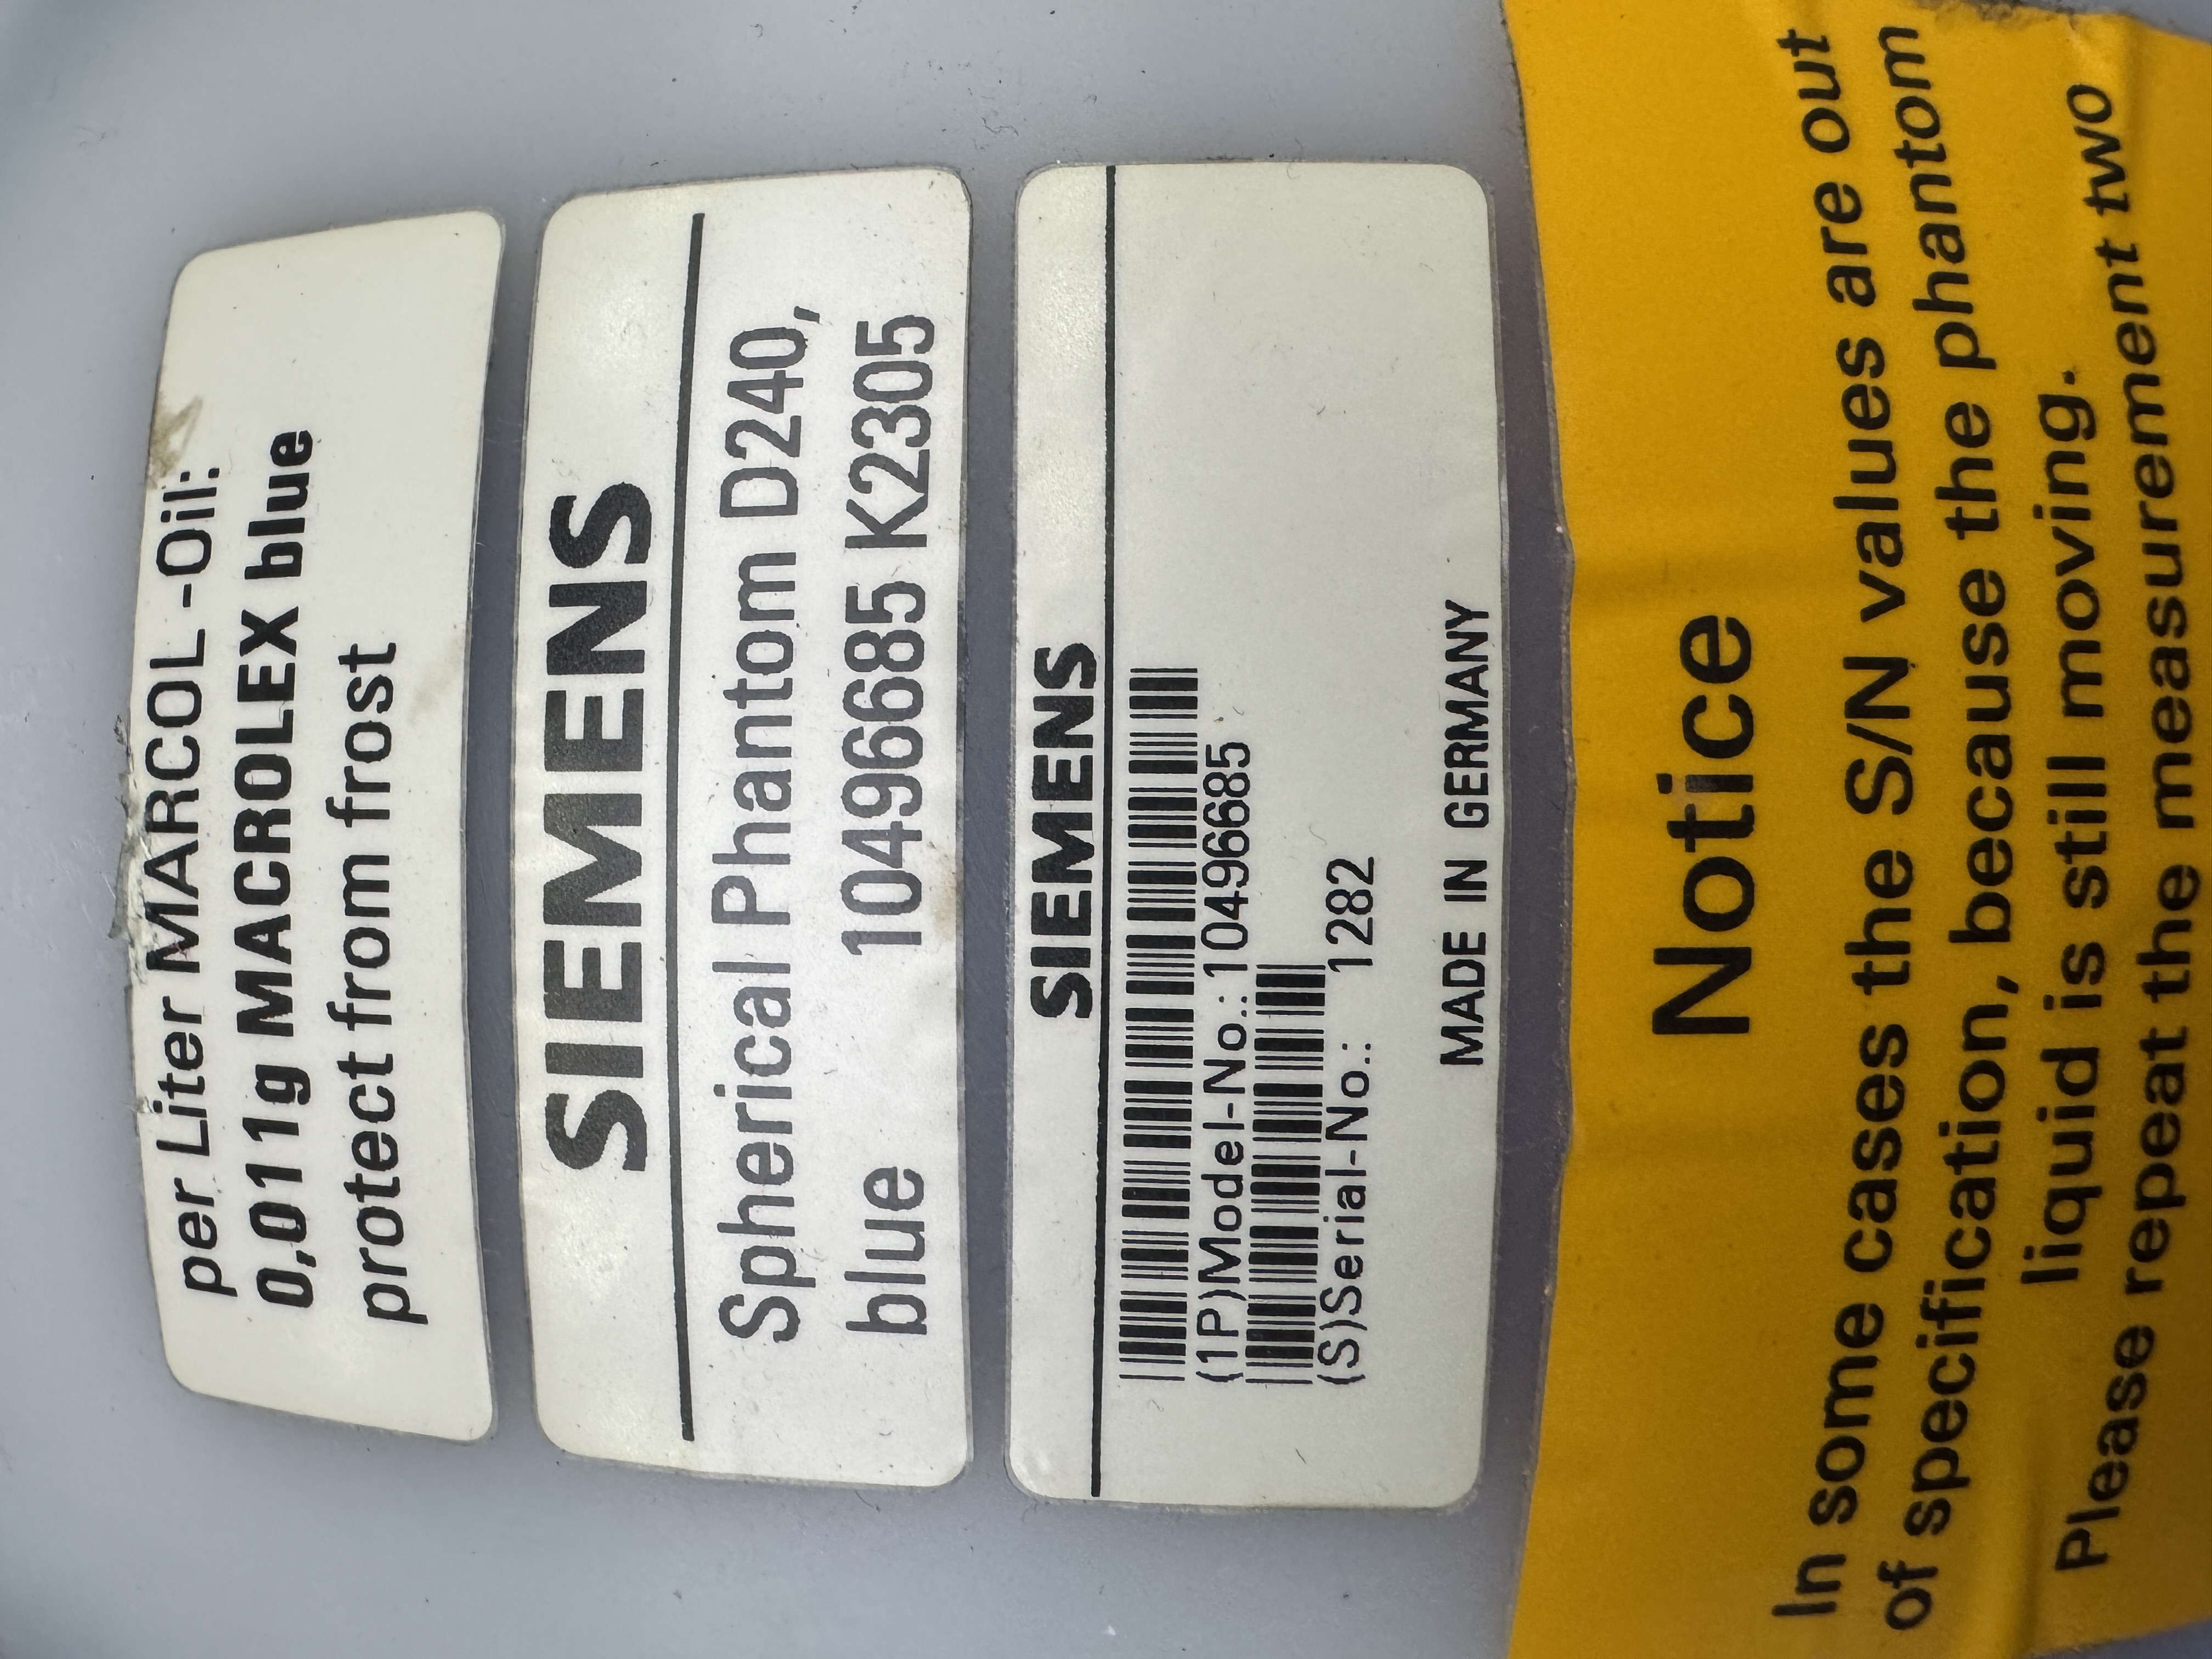 per Liter MARCOL -Oil:
0,011g MACROLEX blue
protect from frost
SIEMENS
Spherical Phantom D240,
blue 10496685 K2305
SIEMENS
(1P)Model-No.: 10496685
(S)Serial-No.: 1282
MADE IN GERMANY
Notice
In some cases the S/N values are out
of specification, because the phantom
liquid is still moving.
Please repeat the measurement two